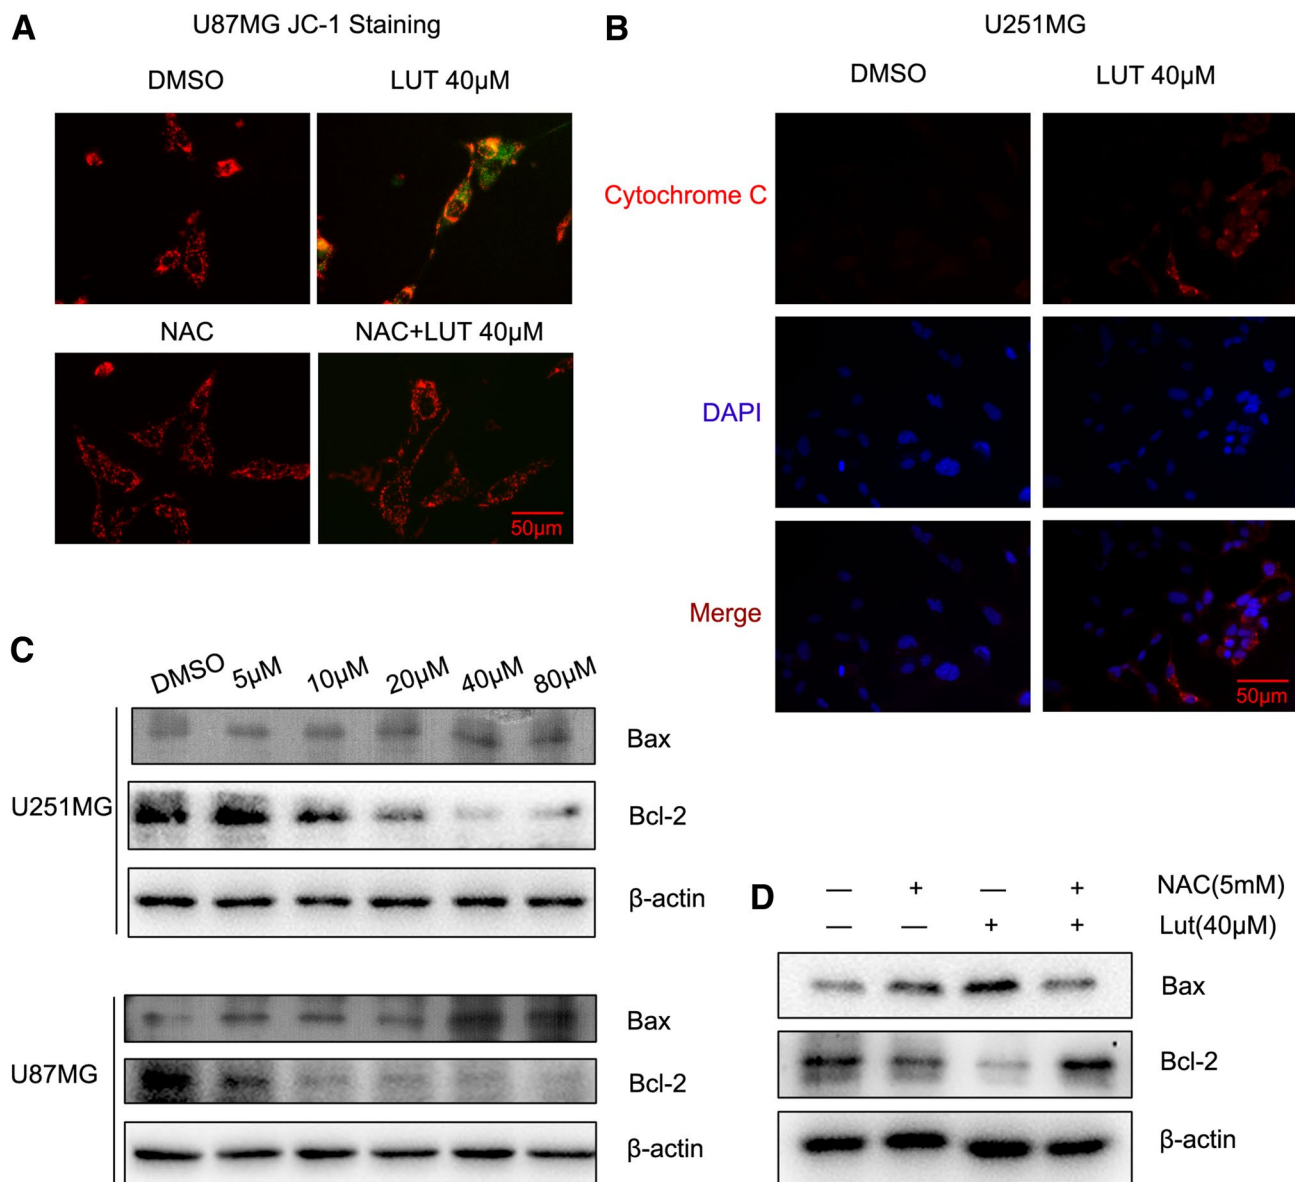 A
U87MG JC-1 Staining
DMSO
LUT 40μM
NAC
NAC+LUT 40μM
50μm
B
U251MG
DMSO
LUT 40μM
Cytochrome C
DAPI
Merge
50μm
C
DMSO 5μM 10μM 20μM 40μM 80μM
U251MG
Bax
Bcl-2
β-actin
U87MG
Bax
Bcl-2
β-actin
D
— + — + NAC(5mM)
— — + + Lut(40μM)
Bax
Bcl-2
β-actin